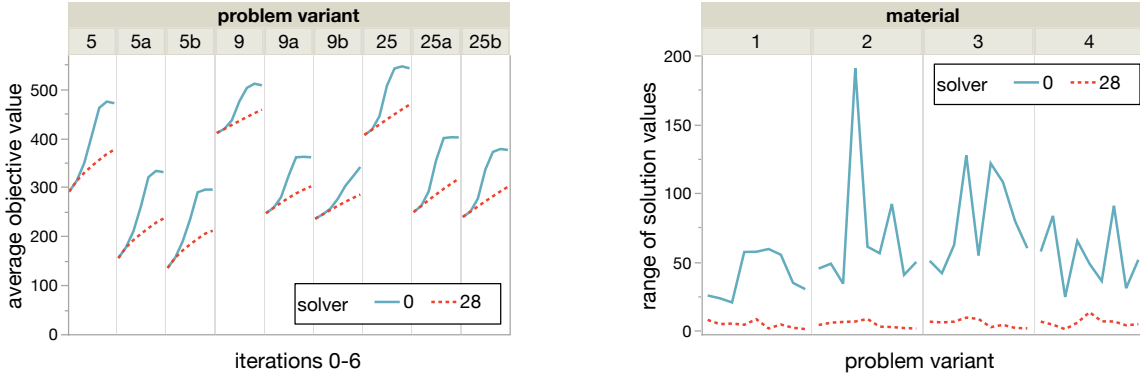 problem variant
5 5a 5b 9 9a 9b 25 25a 25b
average objective value
500
400
300
200
100
0
solver 0 28
iterations 0-6
material
1 2 3 4
range of solution values
200
150
100
50
0
solver 0 28
problem variant